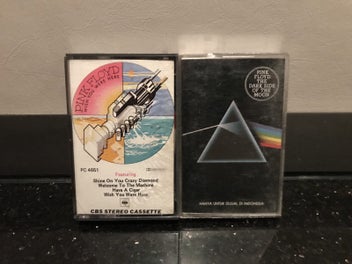 PINK FLOYD
WISH YOU WERE HERE
PC 4851
Featuring
Shine On You Crazy Diamond
Welcome To The Machine
Have A Cigar
Wish You Were Here
CBS STEREO CASSETTE
PINK FLOYD
THE
DARK SIDE
OF THE
MOON
HANYA UNTUK DIJUAL DI INDONESIA